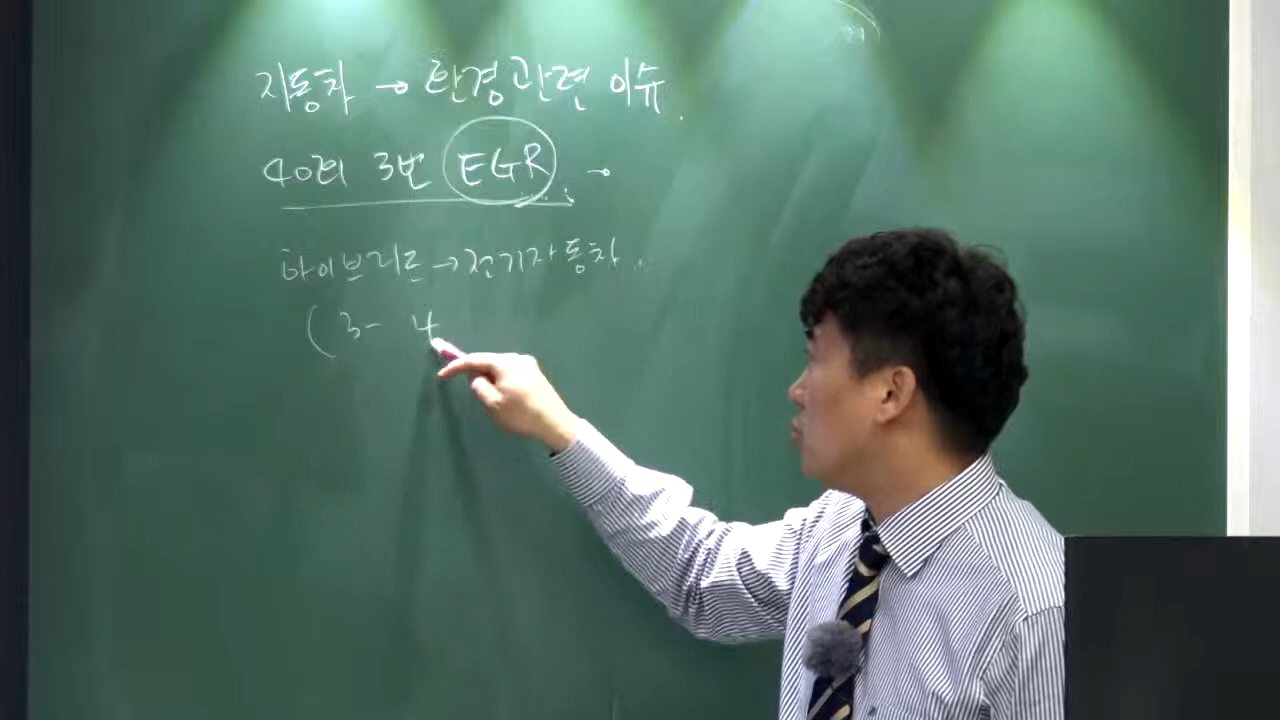 자동차 → 환경관련 이슈.
40회 3번 EGR →
하이브리드 → 전기자동차...
( 3- 4